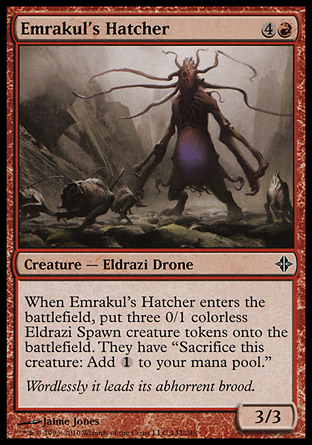 Emrakul's Hatcher 4
Creature — Eldrazi Drone
When Emrakul's Hatcher enters the
battlefield, put three 0/1 colorless
Eldrazi Spawn creature tokens onto the
battlefield. They have “Sacrifice this
creature: Add 1 to your mana pool.”
Wordlessly it leads its abhorrent brood.
Jaime Jones
3/3